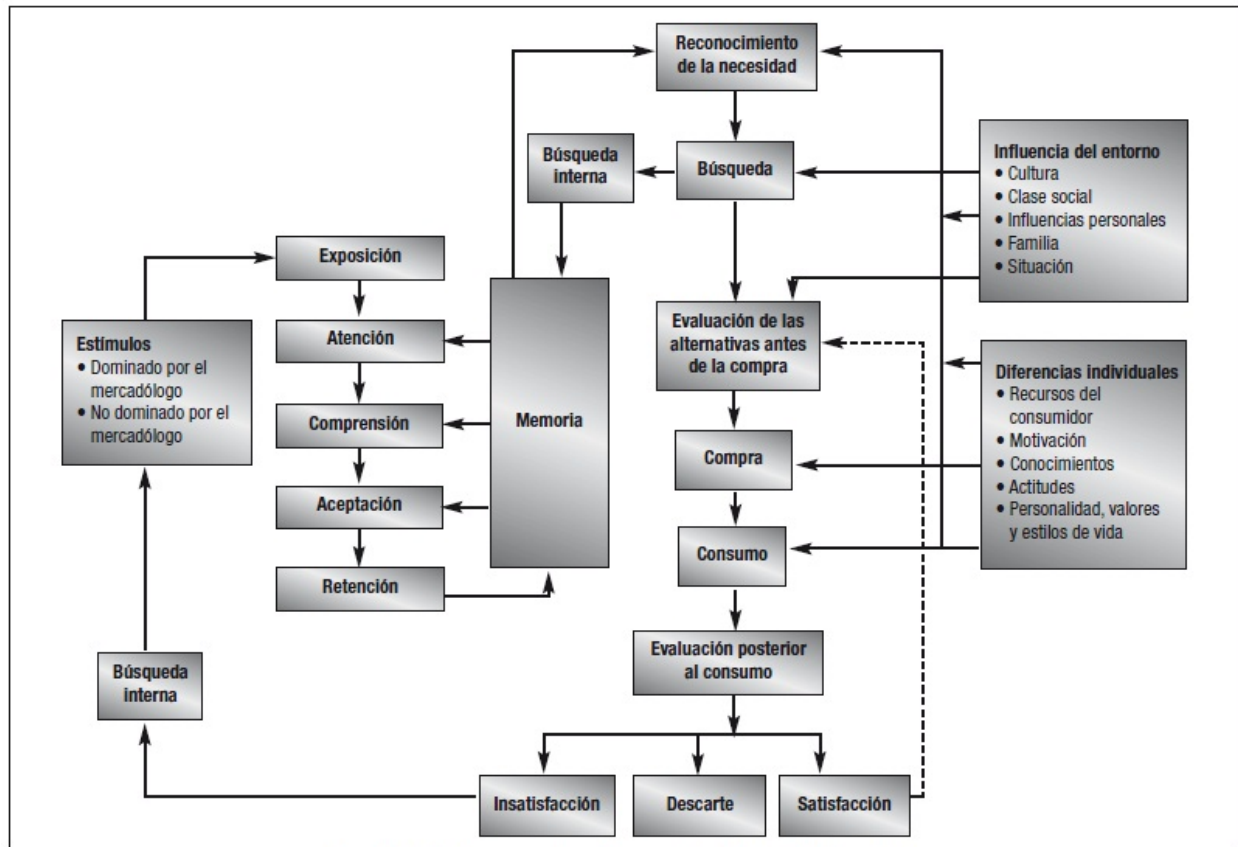 Reconocimiento
de la necesidad
Búsqueda
interna
Búsqueda
Influencia del entorno
• Cultura
• Clase social
• Influencias personales
• Familia
• Situación
Exposición
Estímulos
• Dominado por el
mercadólogo
• No dominado por el
mercadólogo
Atención
Comprensión
Aceptación
Retención
Memoria
Evaluación de las
alternativas antes
de la compra
Compra
Consumo
Diferencias individuales
• Recursos del
consumidor
• Motivación
• Conocimientos
• Actitudes
• Personalidad, valores
y estilos de vida
Evaluación posterior
al consumo
Búsqueda
interna
Insatisfacción
Descarte
Satisfacción